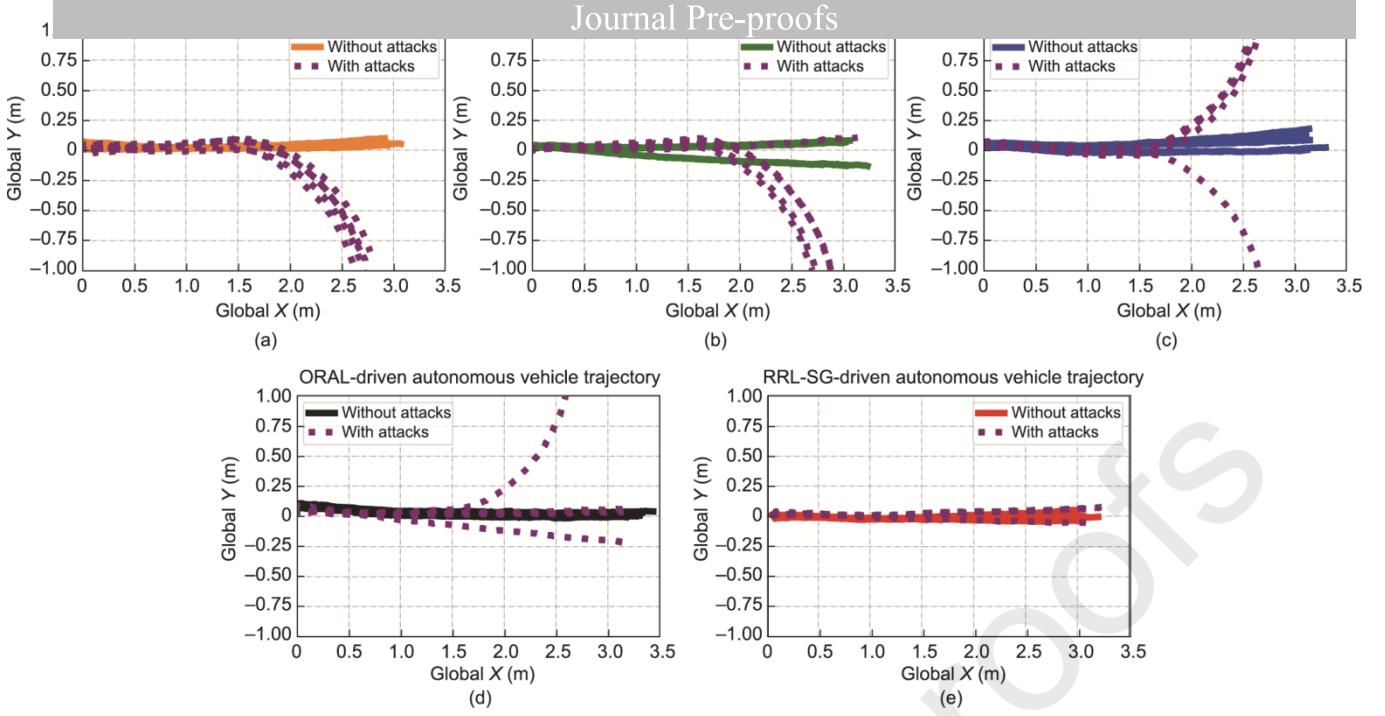 Journal Pre-proofs
1.
0.75
0.50
0.25
0
–0.25
–0.50
–0.75
–1.00
Global Y (m)
Without attacks
With attacks
0 0.5 1.0 1.5 2.0 2.5 3.0 3.5
Global X (m)
(a)
0.75
0.50
0.25
0
–0.25
–0.50
–0.75
–1.00
Global Y (m)
Without attacks
With attacks
0 0.5 1.0 1.5 2.0 2.5 3.0 3.5
Global X (m)
(b)
0.75
0.50
0.25
0
–0.25
–0.50
–0.75
–1.00
Global Y (m)
Without attacks
With attacks
0 0.5 1.0 1.5 2.0 2.5 3.0 3.5
Global X (m)
(c)
ORAL-driven autonomous vehicle trajectory
1.00
0.75
0.50
0.25
0
–0.25
–0.50
–0.75
–1.00
Global Y (m)
Without attacks
With attacks
0 0.5 1.0 1.5 2.0 2.5 3.0 3.5
Global X (m)
(d)
RRL-SG-driven autonomous vehicle trajectory
1.00
0.75
0.50
0.25
0
–0.25
–0.50
–0.75
–1.00
Global Y (m)
Without attacks
With attacks
0 0.5 1.0 1.5 2.0 2.5 3.0 3.5
Global X (m)
(e)
roofs